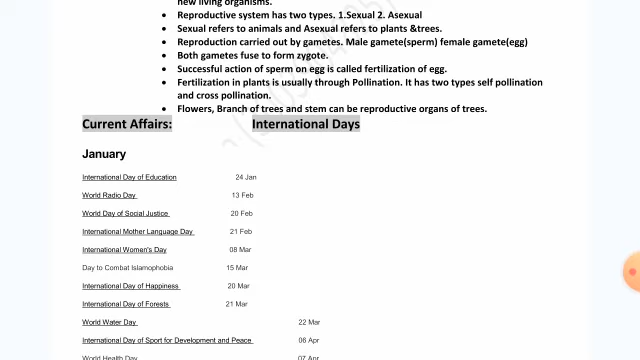 new living organisms.
• Reproductive system has two types. 1.Sexual 2. Asexual
• Sexual refers to animals and Asexual refers to plants &trees.
• Reproduction carried out by gametes. Male gamete(sperm) female gamete(egg)
• Both gametes fuse to form zygote.
• Successful action of sperm on egg is called fertilization of egg.
• Fertilization in plants is usually through Pollination. It has two types self pollination
and cross pollination.
• Flowers, Branch of trees and stem can be reproductive organs of trees.
Current Affairs: International Days
January
International Day of Education 24 Jan
World Radio Day 13 Feb
World Day of Social Justice 20 Feb
International Mother Language Day 21 Feb
International Women's Day 08 Mar
Day to Combat Islamophobia 15 Mar
International Day of Happiness 20 Mar
International Day of Forests 21 Mar
World Water Day 22 Mar
International Day of Sport for Development and Peace 06 Apr
World Health Day 07 Apr